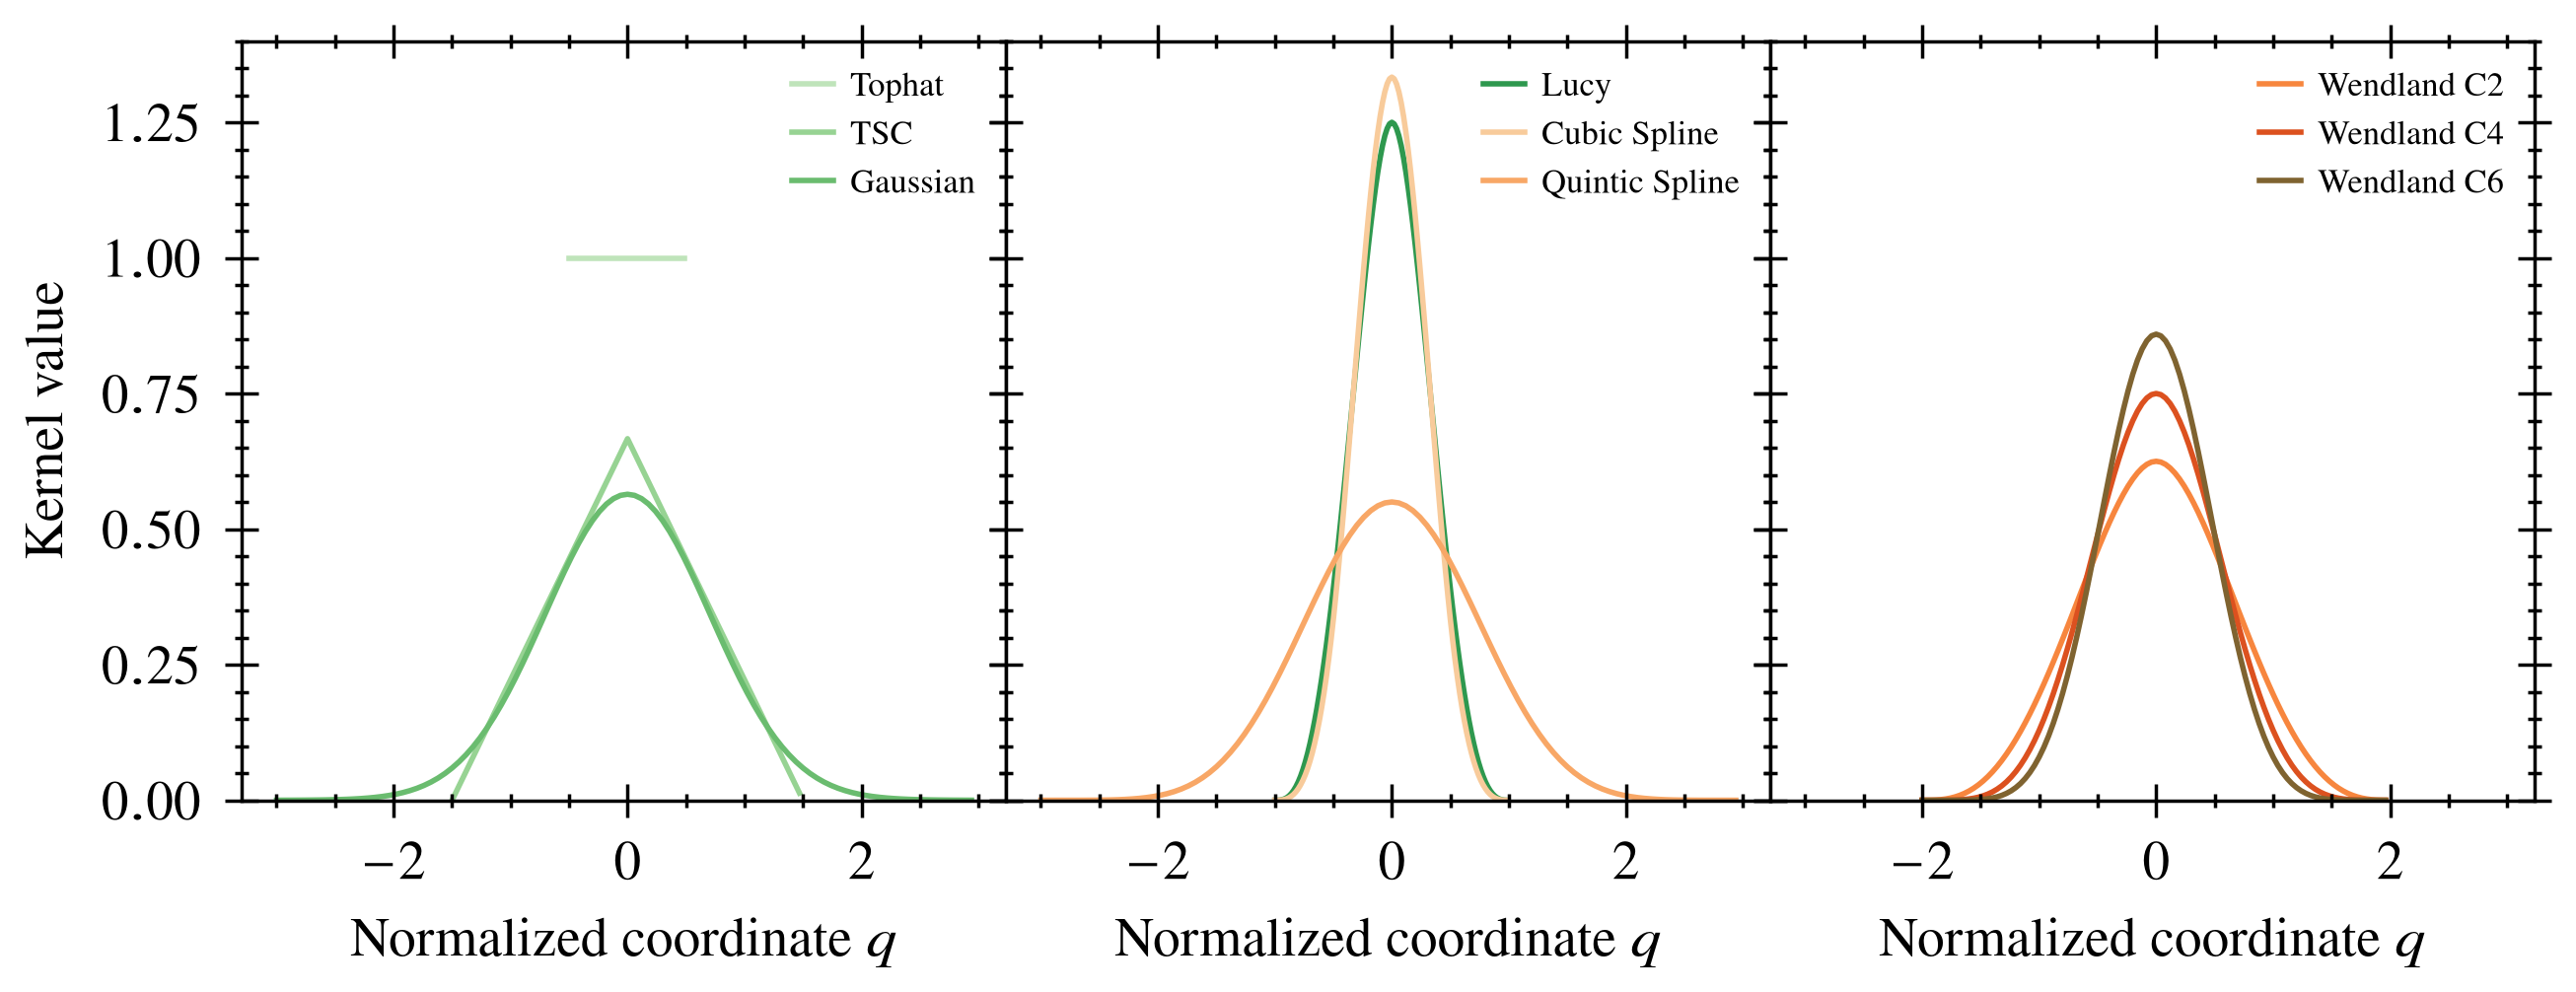 Kernel value
1.25
1.00
0.75
0.50
0.25
0.00
Tophat
TSC
Gaussian
−2 0 2
Normalized coordinate q
Lucy
Cubic Spline
Quintic Spline
−2 0 2
Normalized coordinate q
Wendland C2
Wendland C4
Wendland C6
−2 0 2
Normalized coordinate q